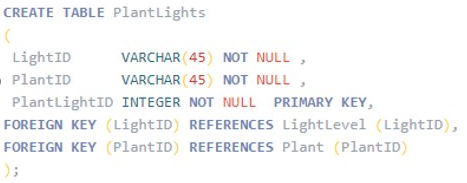 CREATE TABLE PlantLights
(
LightID VARCHAR(45) NOT NULL ,
PlantID VARCHAR(45) NOT NULL ,
PlantLightID INTEGER NOT NULL PRIMARY KEY,
FOREIGN KEY (LightID) REFERENCES LightLevel (LightID),
FOREIGN KEY (PlantID) REFERENCES Plant (PlantID)
);